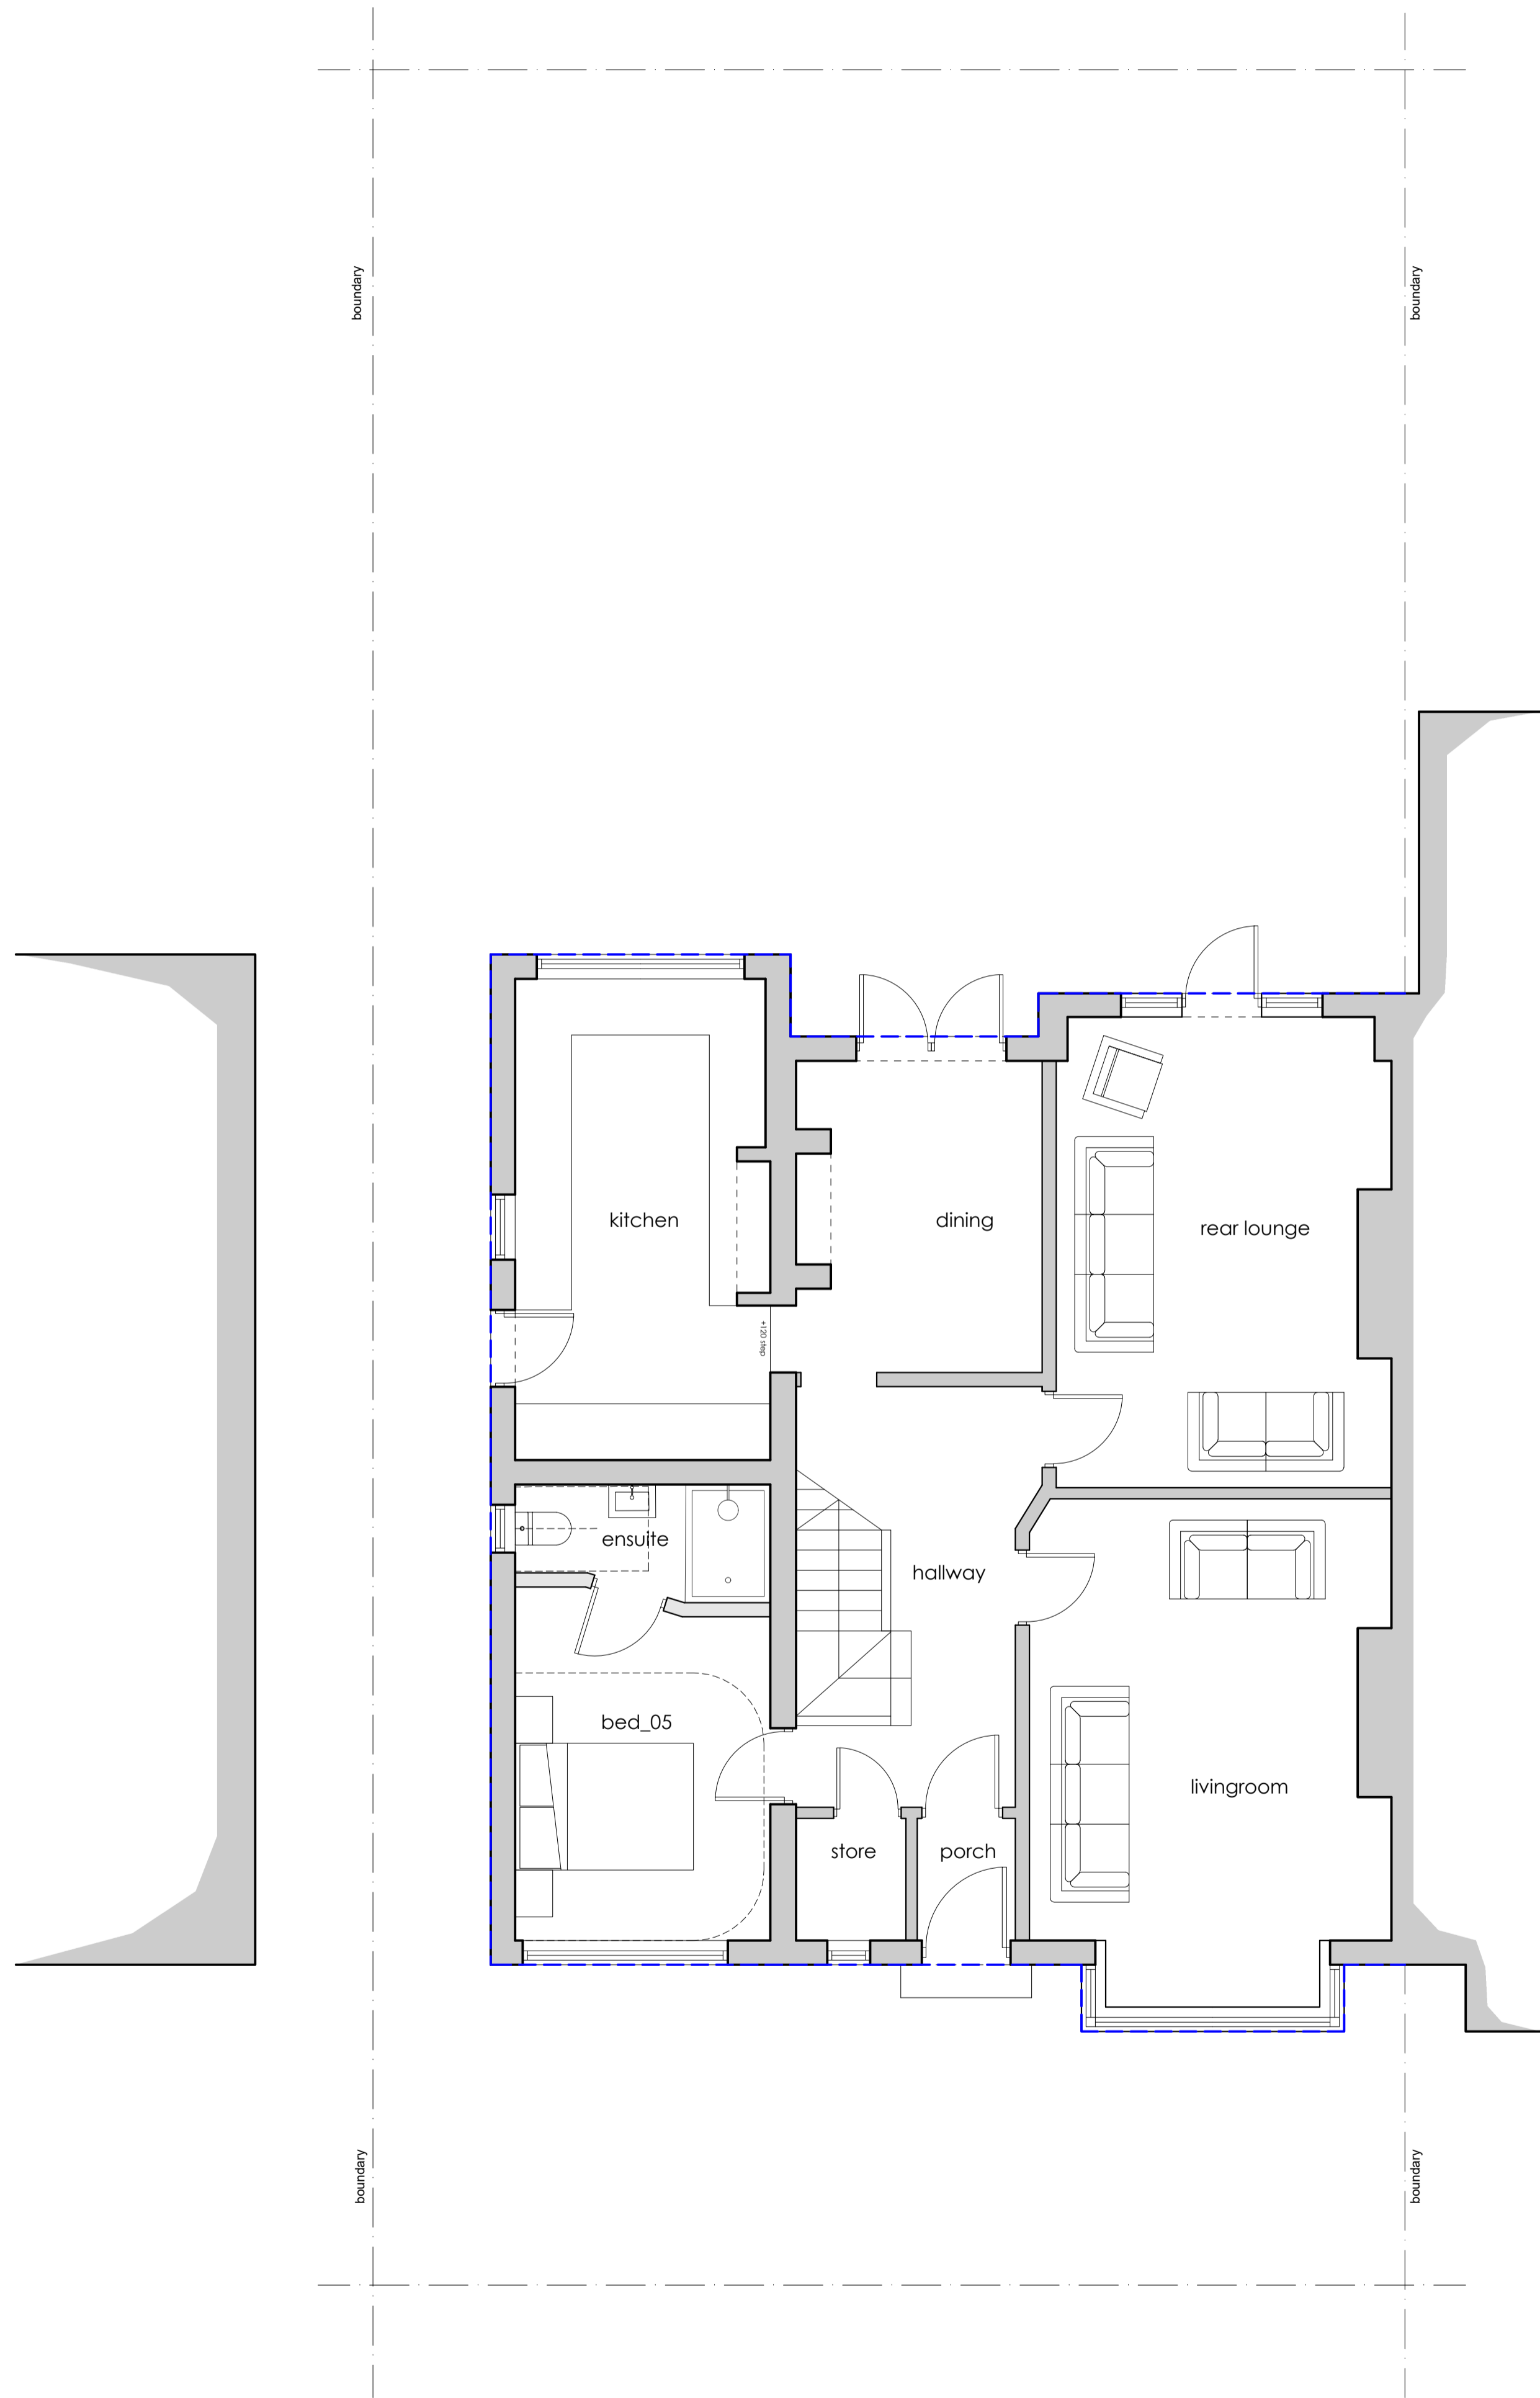 boundary
boundary
kitchen
dining
rear lounge
+120 step
ensuite
hallway
bed_05
livingroom
store
porch
boundary
boundary